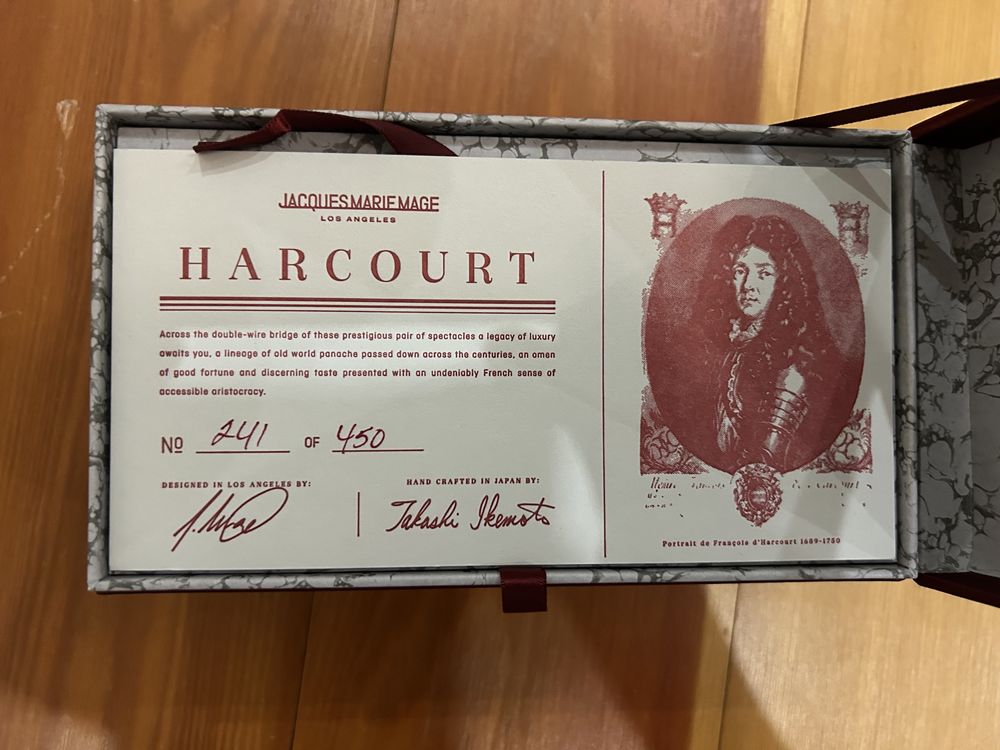 JACQUESMARIEMAGE
LOS ANGELES
HARCOURT
Across the double-wire bridge of these prestigious pair of spectacles a legacy of luxury
awaits you, a lineage of old world panache passed down across the centuries, an omen
of good fortune and discerning taste presented with an undeniably French sense of
accessible aristocracy.
Nº 241 OF 450
DESIGNED IN LOS ANGELES BY:
J. Mage
HAND CRAFTED IN JAPAN BY:
Takashi Ikemoto
Portrait de François d'Harcourt 1689-1750